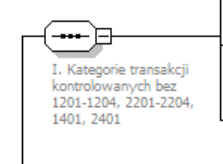 I. Kategorie transakcji
kontrolowanych bez
1201-1204, 2201-2204,
1401, 2401